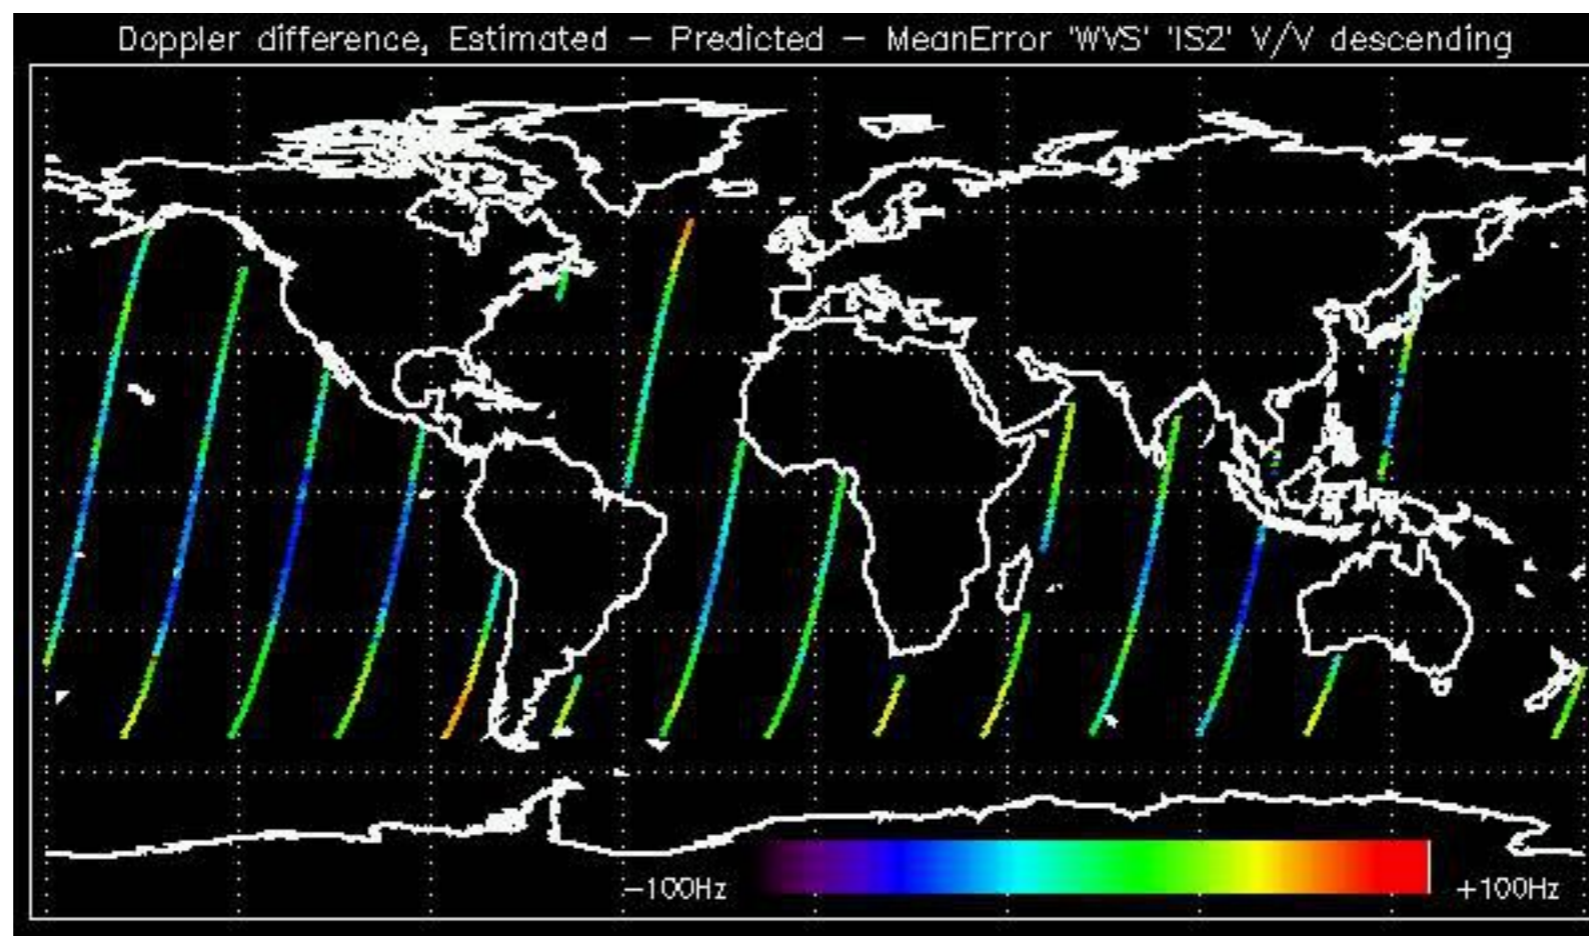 Doppler difference, Estimated – Predicted – MeanError 'WVS' 'IS2' V/V descending
-100Hz +100Hz